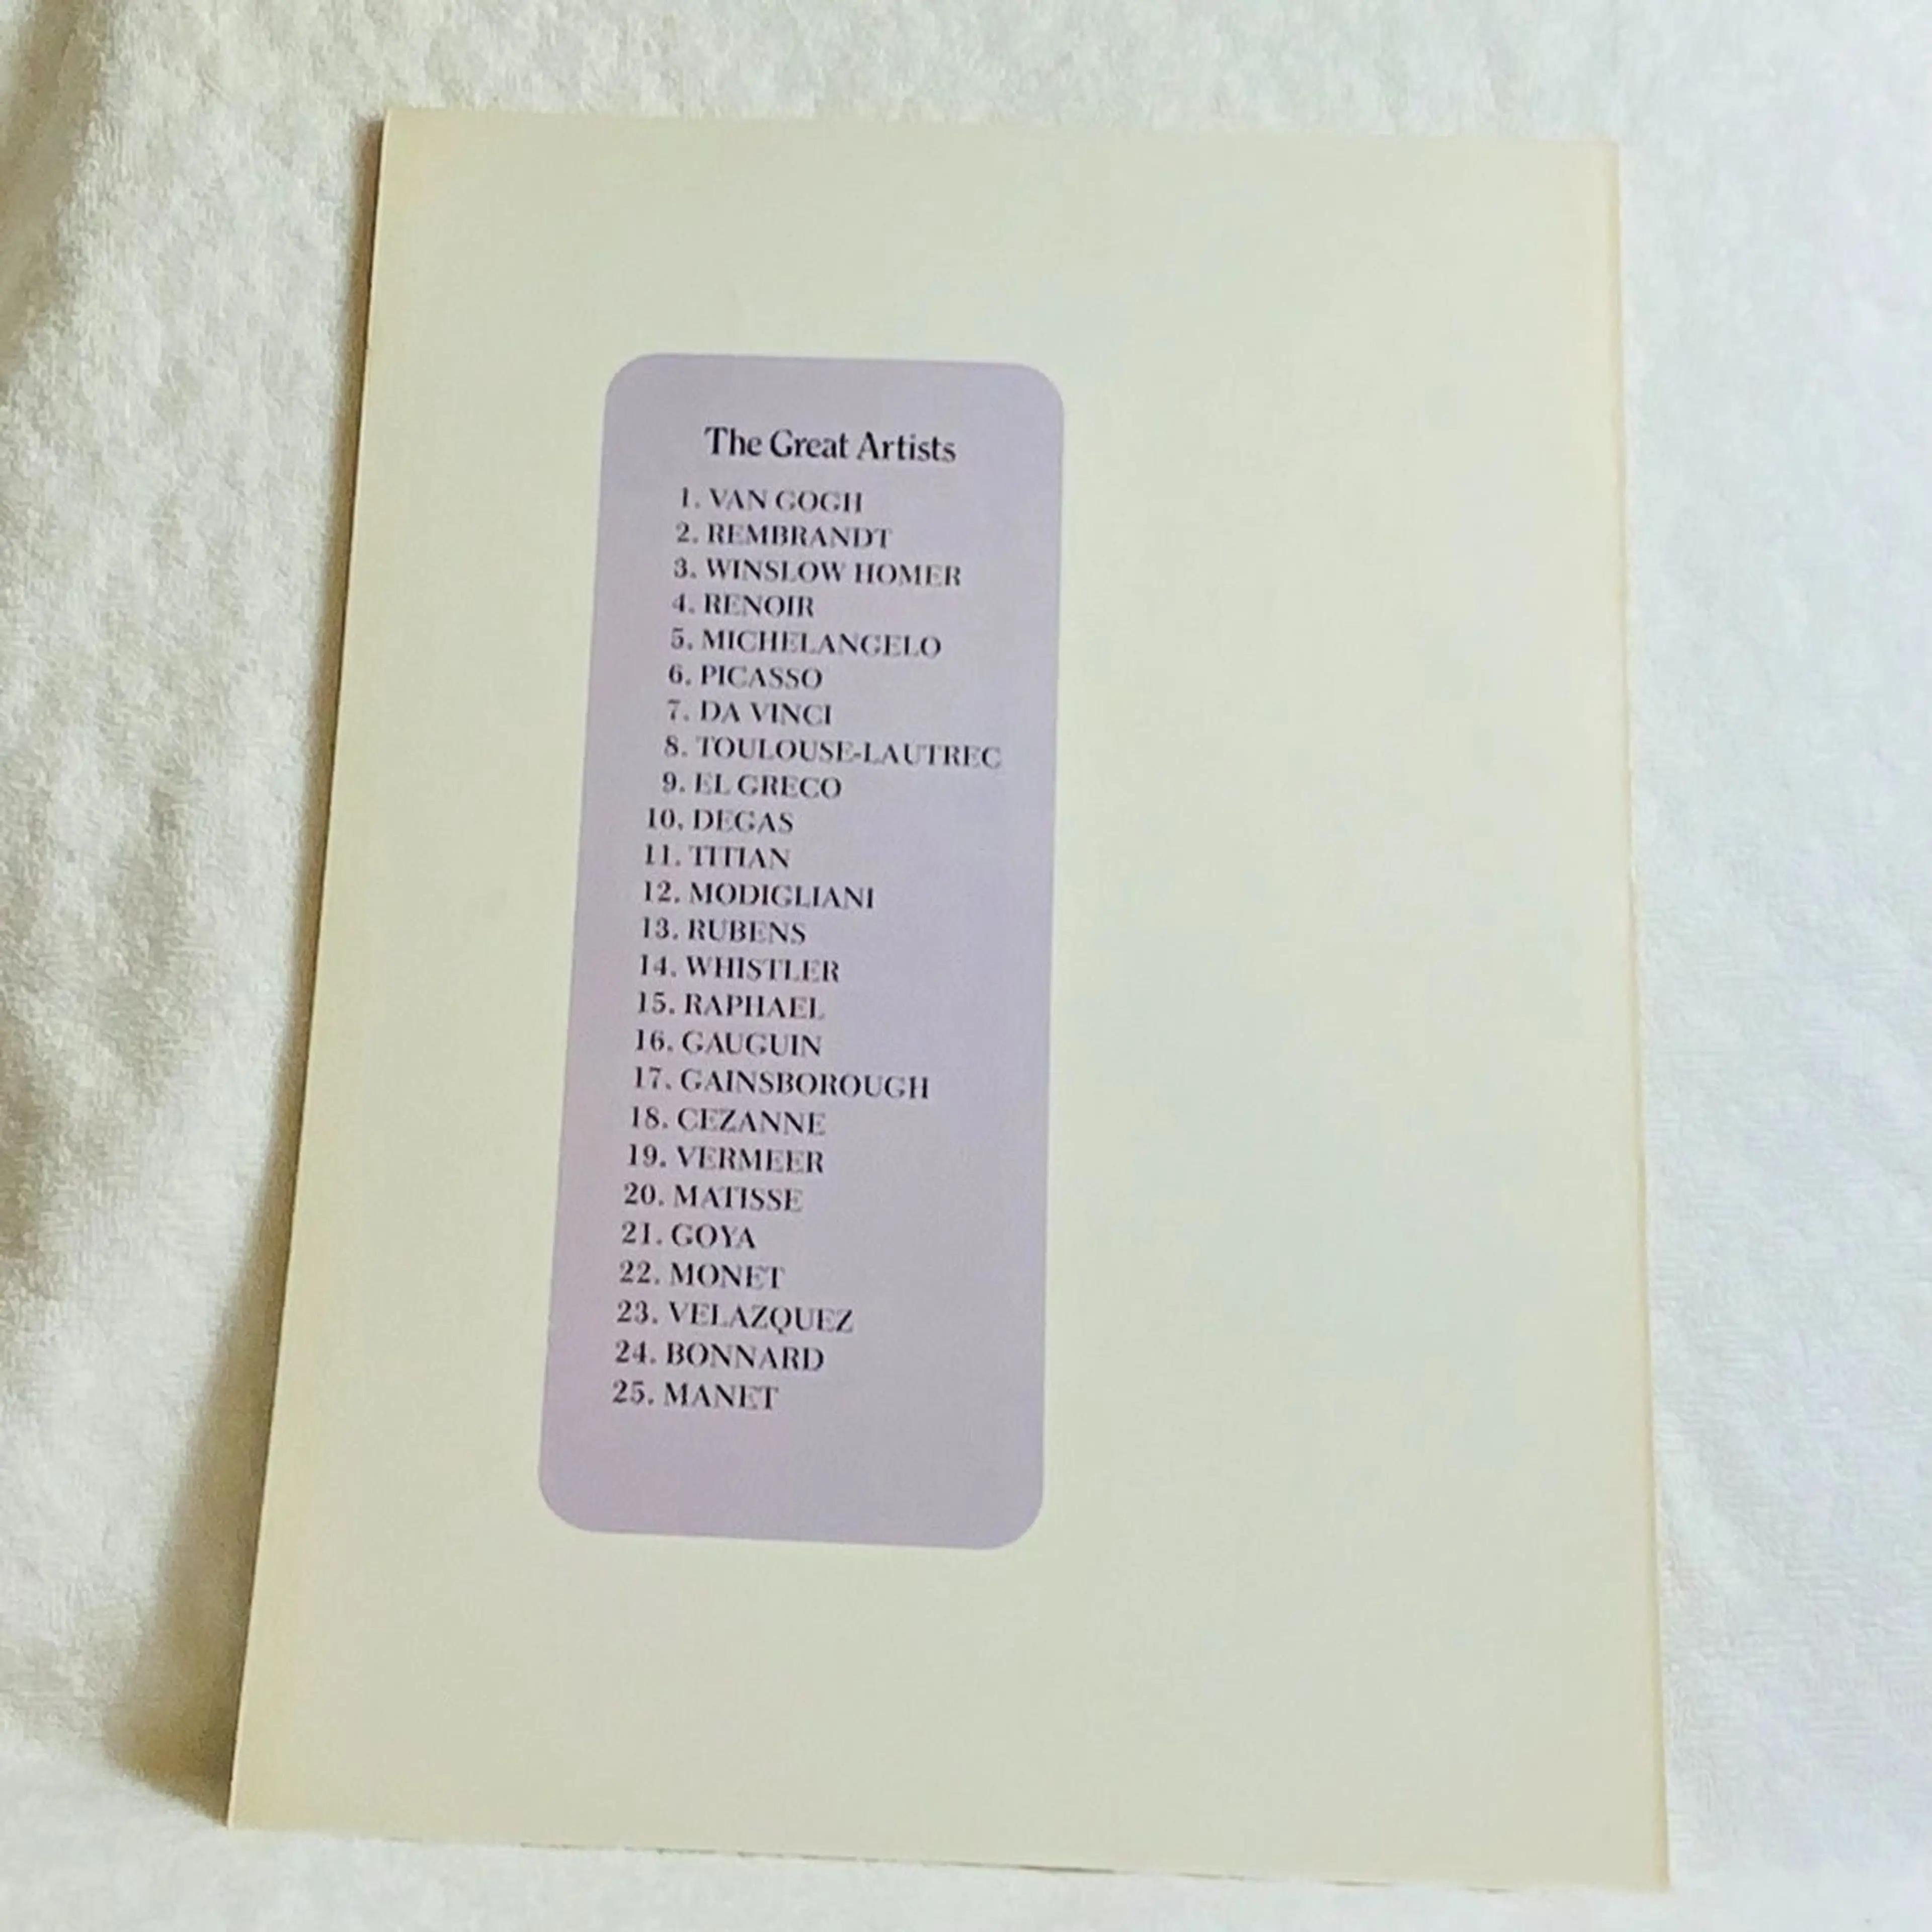 The Great Artists
1. VAN GOGH
2. REMBRANDT
3. WINSLOW HOMER
4. RENOIR
5. MICHELANGELO
6. PICASSO
7. DA VINCI
8. TOULOUSE-LAUTREC
9. EL GRECO
10. DEGAS
11. TITIAN
12. MODIGLIANI
13. RUBENS
14. WHISTLER
15. RAPHAEL
16. GAUGUIN
17. GAINSBOROUGH
18. CEZANNE
19. VERMEER
20. MATISSE
21. GOYA
22. MONET
23. VELAZQUEZ
24. BONNARD
25. MANET